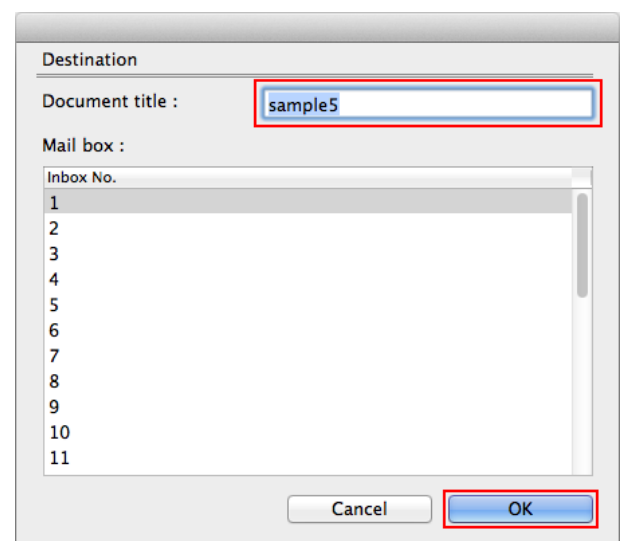 Destination
Document title :
sample5
Mail box :
Inbox No.
1
2
3
4
5
6
7
8
9
10
11
Cancel
OK